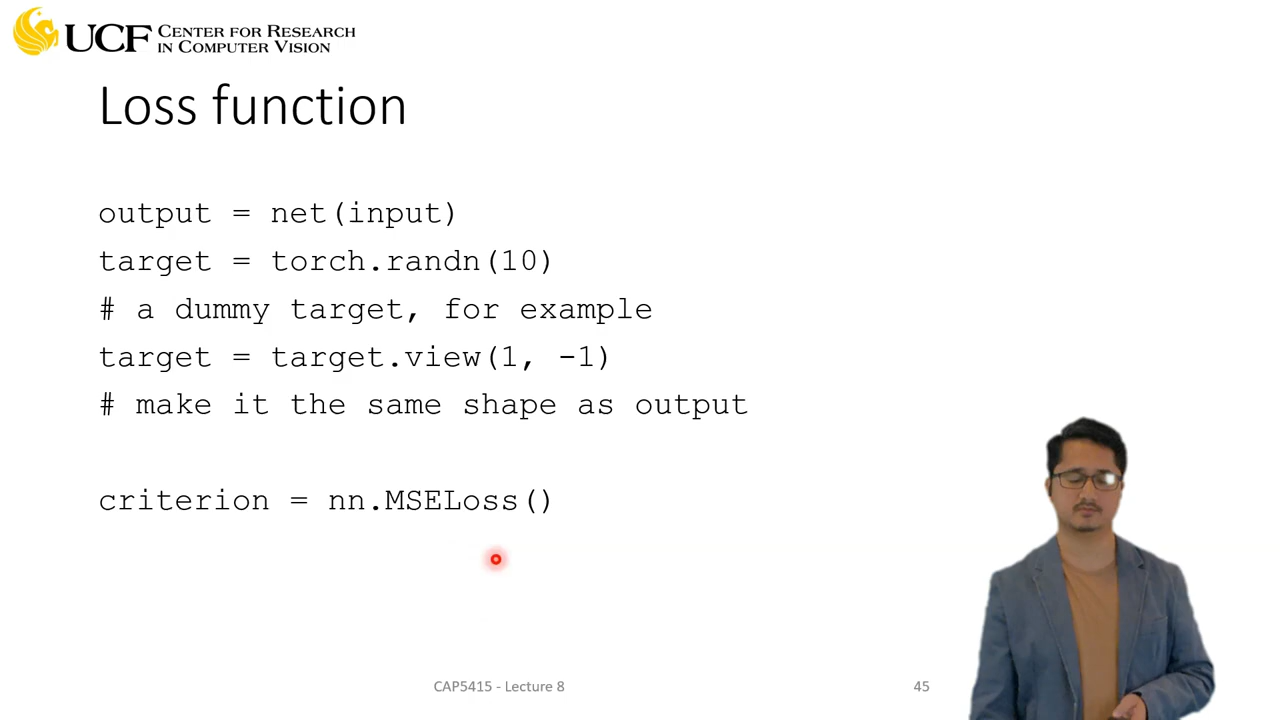 UCF CENTER FOR RESEARCH
IN COMPUTER VISION
Loss function
output = net(input)
target = torch.randn(10)
# a dummy target, for example
target = target.view(1, -1)
# make it the same shape as output
criterion = nn.MSELoss()
CAP5415 - Lecture 8
45